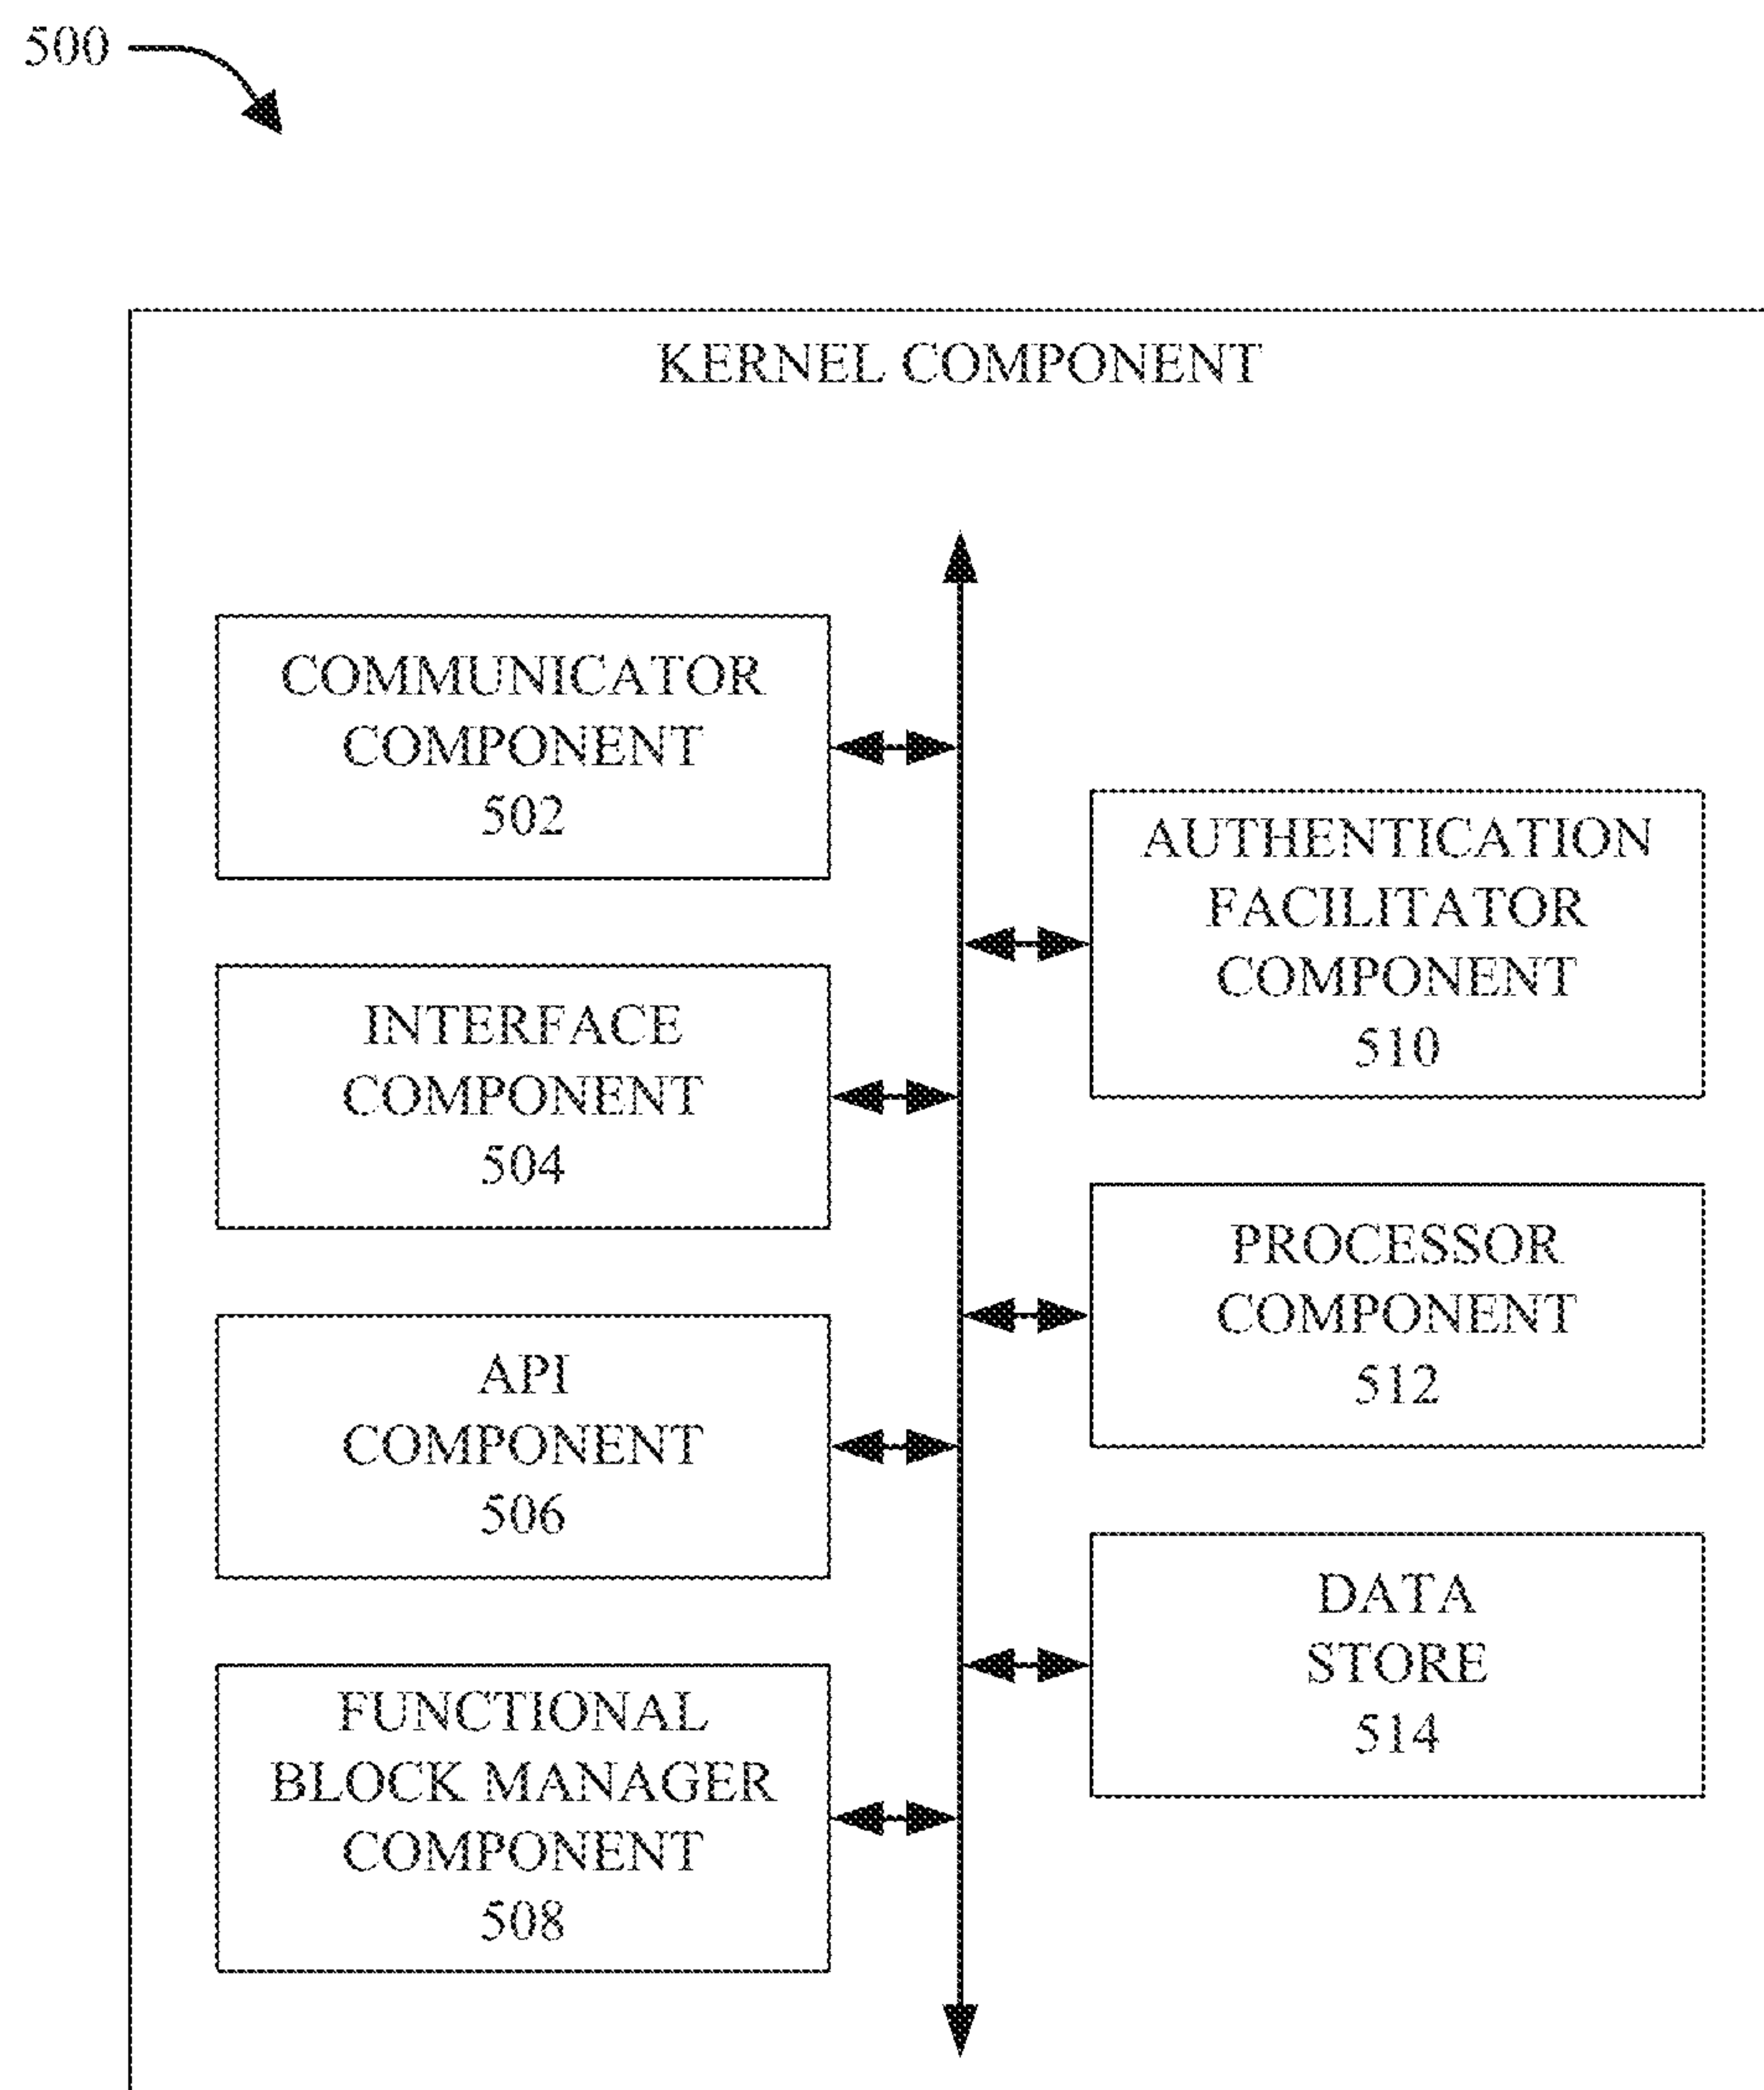 500
KERNEL COMPONENT
COMMUNICATOR
COMPONENT
502
INTERFACE
COMPONENT
504
API
COMPONENT
506
FUNCTIONAL
BLOCK MANAGER
COMPONENT
508
AUTHENTICATION
FACILITATOR
COMPONENT
510
PROCESSOR
COMPONENT
512
DATA
STORE
514